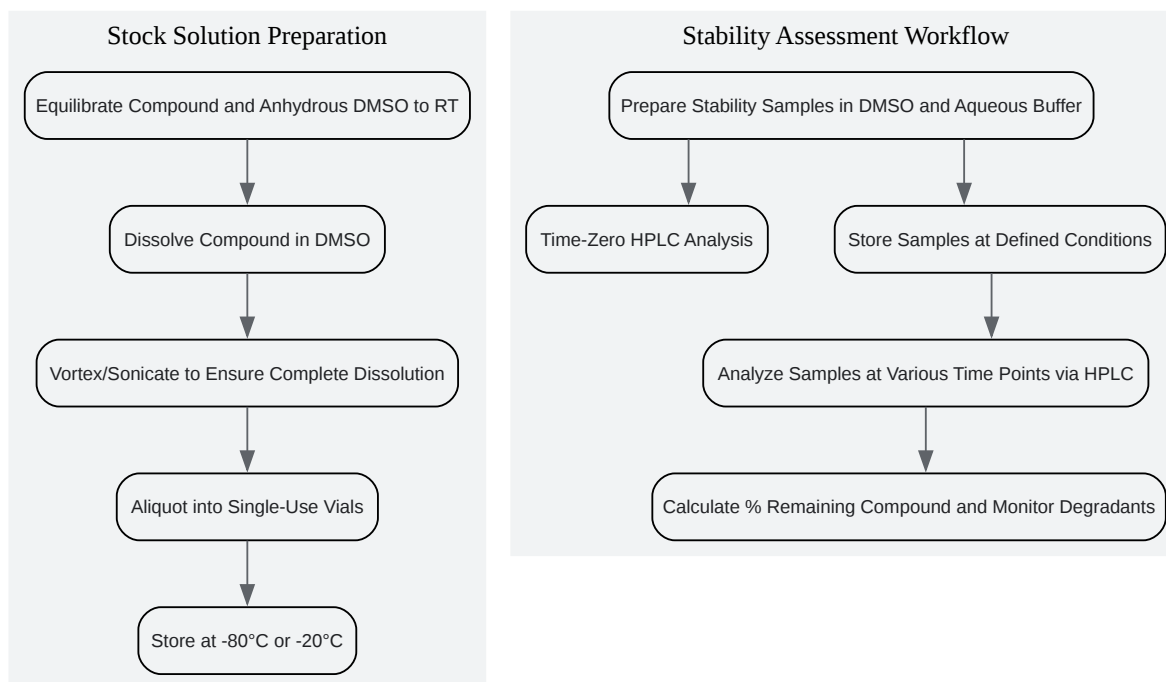 Stock Solution Preparation
Equilibrate Compound and Anhydrous DMSO to RT
Dissolve Compound in DMSO
Vortex/Sonicate to Ensure Complete Dissolution
Aliquot into Single-Use Vials
Store at -80°C or -20°C
Stability Assessment Workflow
Prepare Stability Samples in DMSO and Aqueous Buffer
Time-Zero HPLC Analysis
Store Samples at Defined Conditions
Analyze Samples at Various Time Points via HPLC
Calculate % Remaining Compound and Monitor Degradants